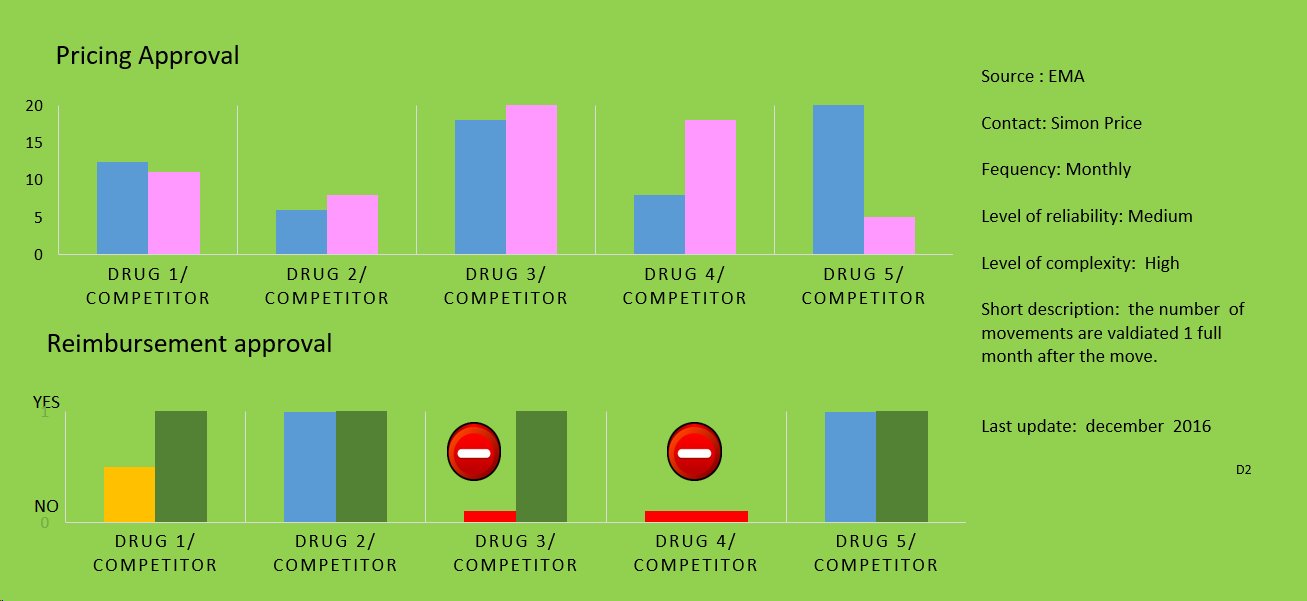 Pricing Approval
20
15
10
5
0
DRUG 1/
COMPETITOR
DRUG 2/
COMPETITOR
DRUG 3/
COMPETITOR
DRUG 4/
COMPETITOR
DRUG 5/
COMPETITOR
Reimbursement approval
YES
1
NO
0
DRUG 1/
COMPETITOR
DRUG 2/
COMPETITOR
DRUG 3/
COMPETITOR
DRUG 4/
COMPETITOR
DRUG 5/
COMPETITOR
Source : EMA
Contact: Simon Price
Fequency: Monthly
Level of reliability: Medium
Level of complexity: High
Short description: the number of
movements are valdiated 1 full
month after the move.
Last update: december 2016
D2